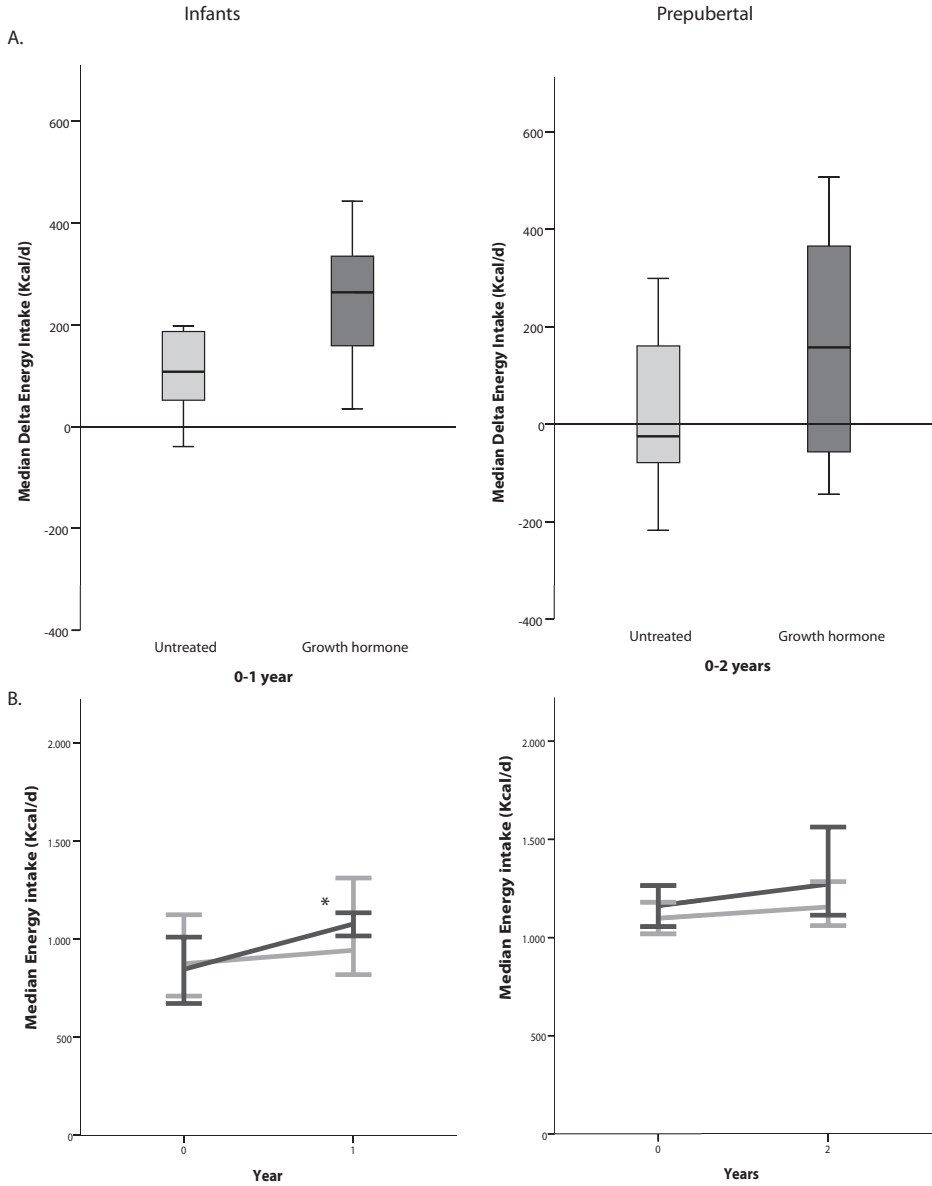 Infants
Prepubertal
A.
Median Delta Energy Intake (Kcal/d)
600
400
200
0
-200
-400
Untreated
Growth hormone
0-1 year
Median Delta Energy Intake (Kcal/d)
600
400
200
0
-200
-400
Untreated
Growth hormone
0-2 years
B.
Median Energy intake (Kcal/d)
2.000
1.500
1.000
500
0
*
0
1
Year
Median Energy intake (Kcal/d)
2.000
1.500
1.000
500
0
0
2
Years